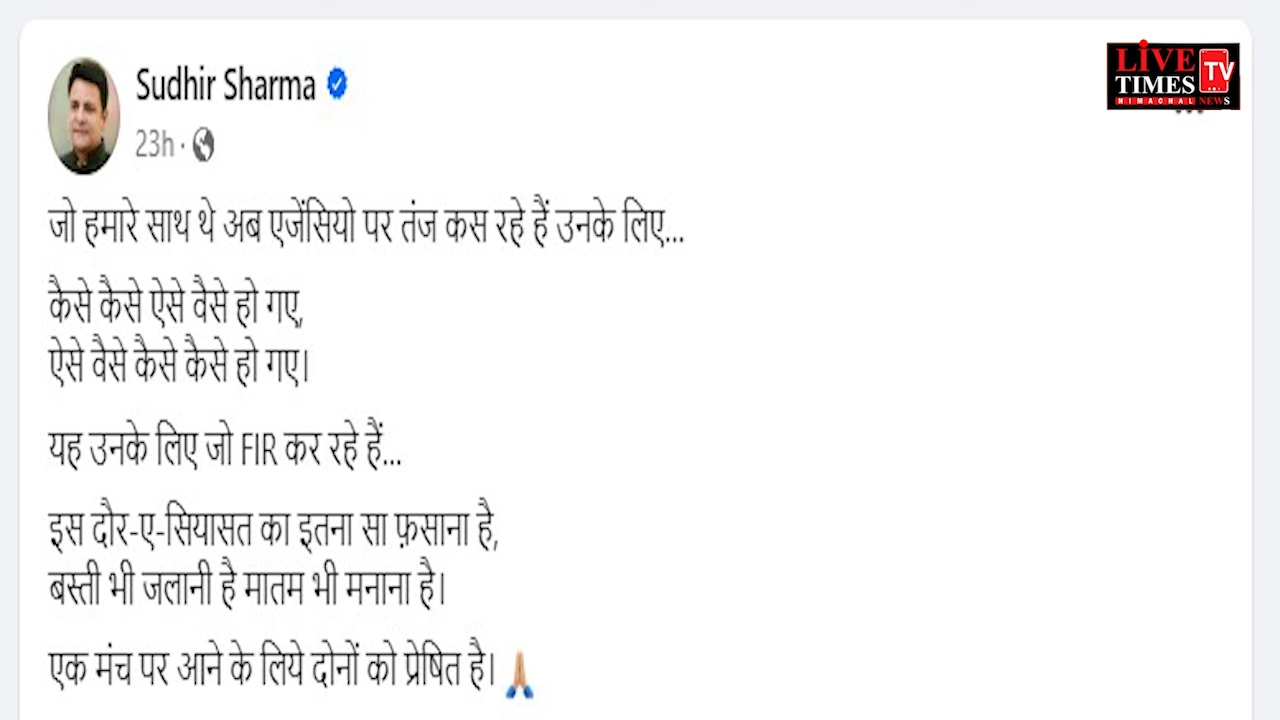 Sudhir Sharma
23h ·
LIVE
TIMES
TV
HIMACHAL NEWS
जो हमारे साथ थे अब एजेंसियो पर तंज कस रहे हैं उनके लिए...
कैसे कैसे ऐसे वैसे हो गए,
ऐसे वैसे कैसे कैसे हो गए।
यह उनके लिए जो FIR कर रहे हैं...
इस दौर-ए-सियासत का इतना सा फ़साना है,
बस्ती भी जलानी है मातम भी मनाना है।
एक मंच पर आने के लिये दोनों को प्रेषित है। 🙏🏼